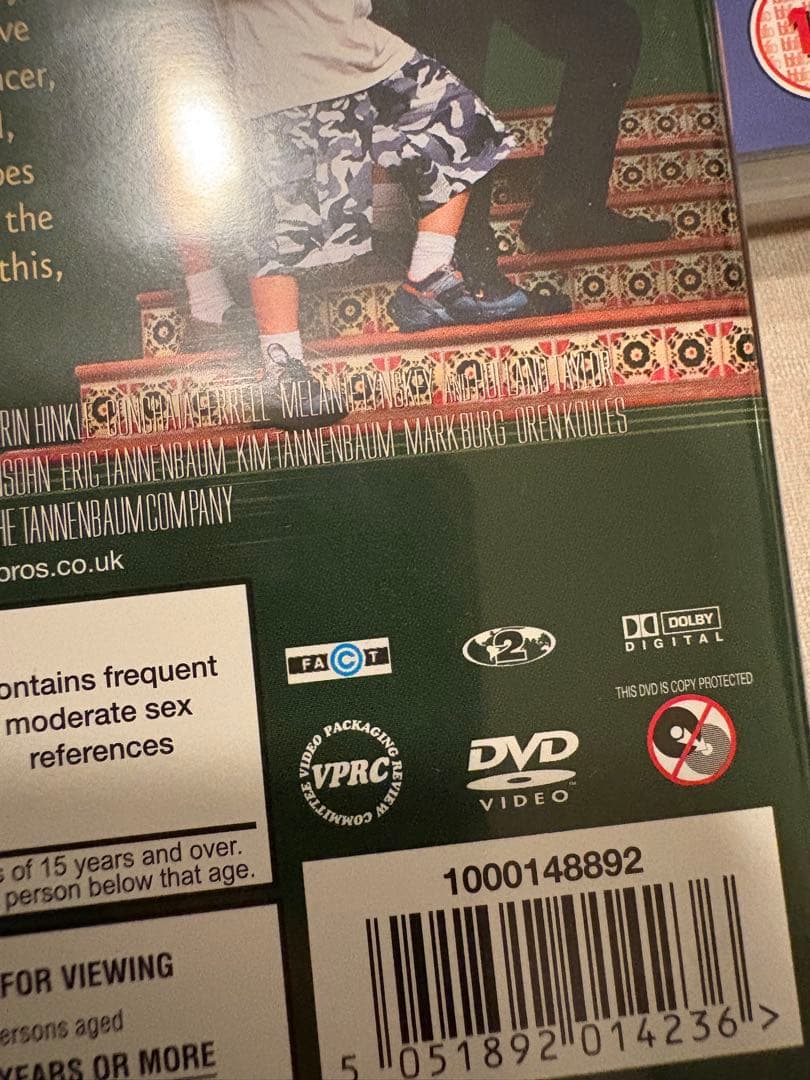 ve
cer,
l,
oes
the
this,
RIN HINKLE CONCHATA FERRELL MELANIE LYNSKEY AND HOLLAND TAYLOR
SOHN ERIC TANNENBAUM KIM TANNENBAUM MARK BURG OREN KOULES
HE TANNENBAUM COMPANY
bros.co.uk
ontains frequent
moderate sex
references
s of 15 years and over.
person below that age.
FOR VIEWING
ersons aged
YEARS OR MORE
FACT
2
DOLBY
DIGITAL
THIS DVD IS COPY PROTECTED
VIDEO PACKAGING REVIEW COMMITTEE
VPRC
DVD
VIDEO
1000148892
5 051892 014236 >